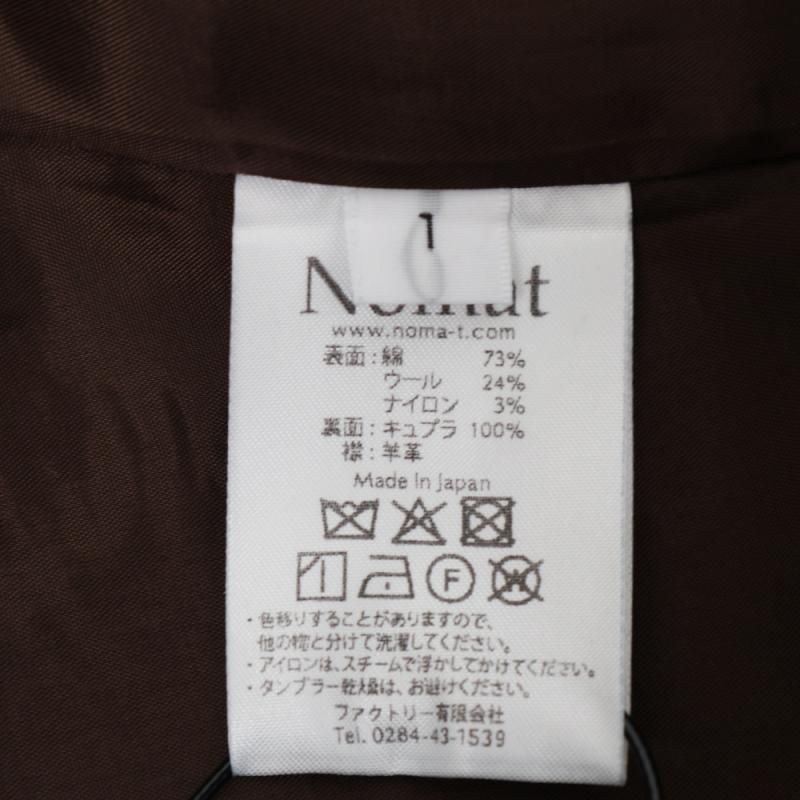 1
www.noma-t.com
表面：綿 73%
ウール 24%
ナイロン 3%
裏面：キュプラ 100%
襟：羊革
Made In Japan
F
W
・色移りすることがありますので、
他の物と分けて洗濯してください。
・アイロンは、スチームで浮かしてかけてください。
・タンブラー乾燥は、お避けください。
ファクトリー有限会社
Tel. 0284-43-1539